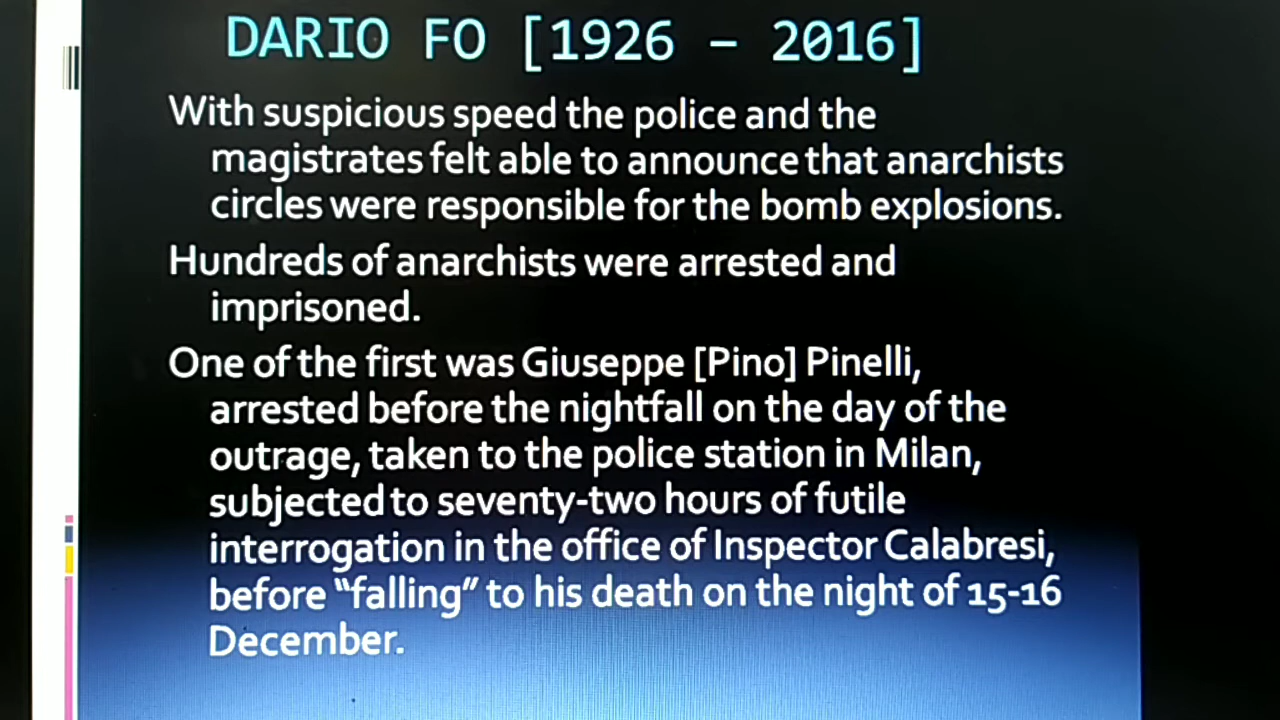 DARIO FO [1926 – 2016]
With suspicious speed the police and the
magistrates felt able to announce that anarchists
circles were responsible for the bomb explosions.
Hundreds of anarchists were arrested and
imprisoned.
One of the first was Giuseppe [Pino] Pinelli,
arrested before the nightfall on the day of the
outrage, taken to the police station in Milan,
subjected to seventy-two hours of futile
interrogation in the office of Inspector Calabresi,
before “falling” to his death on the night of 15-16
December.